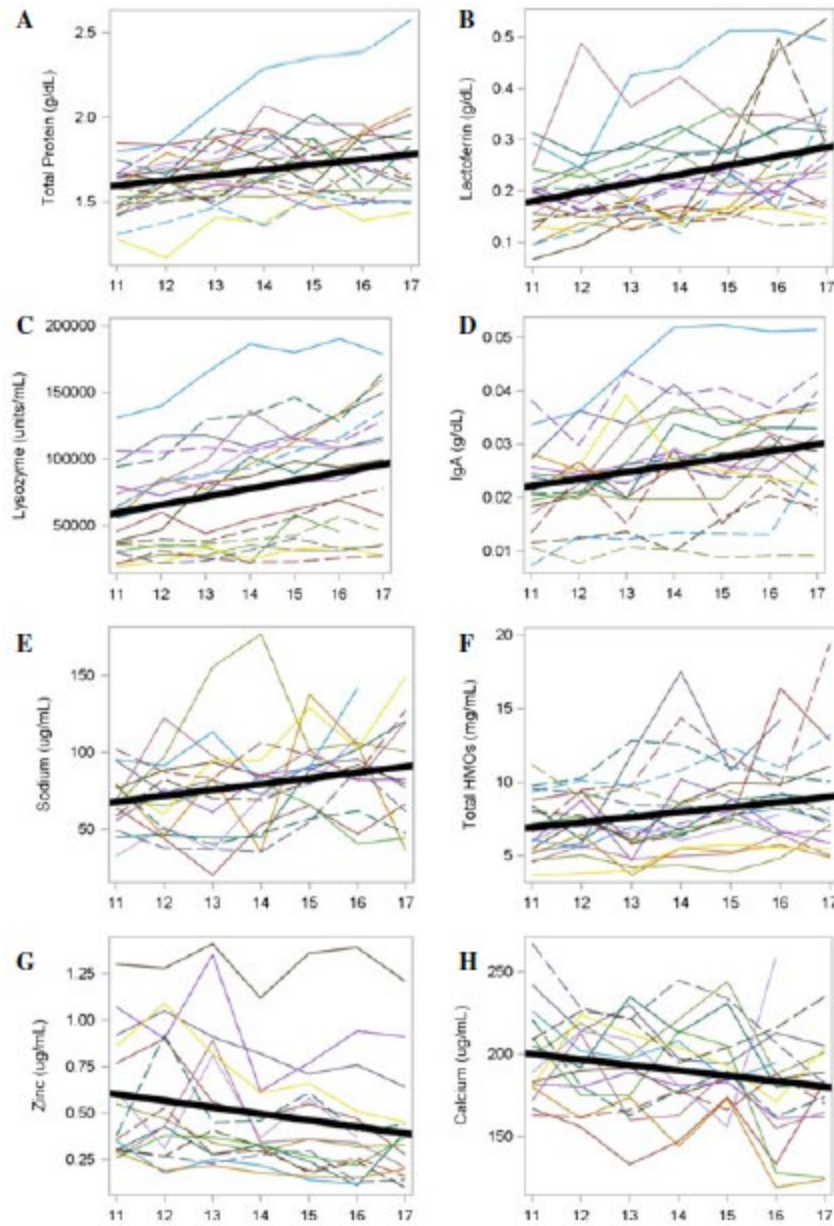 A
Total Protein (g/dL)
2.5
2.0
1.5
11 12 13 14 15 16 17
B
Lactoferrin (g/dL)
0.5
0.4
0.3
0.2
0.1
11 12 13 14 15 16 17
C
Lysozyme (units/mL)
200000
150000
100000
50000
11 12 13 14 15 16 17
D
IgA (g/dL)
0.05
0.04
0.03
0.02
0.01
11 12 13 14 15 16 17
E
Sodium (ug/mL)
150
100
50
11 12 13 14 15 16 17
F
Total HMOs (mg/mL)
20
15
10
5
11 12 13 14 15 16 17
G
Zinc (ug/mL)
1.25
1.00
0.75
0.50
0.25
11 12 13 14 15 16 17
H
Calcium (ug/mL)
250
200
150
11 12 13 14 15 16 17